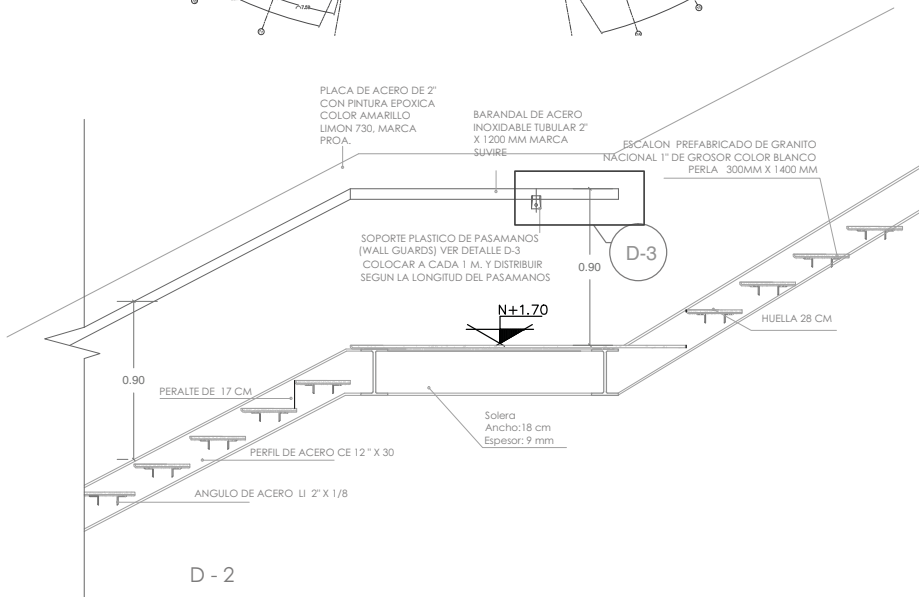 PLACA DE ACERO DE 2"
CON PINTURA EPOXICA
COLOR AMARILLO
LIMON 730, MARCA
PROA.
BARANDAL DE ACERO
INOXIDABLE TUBULAR 2"
X 1200 MM MARCA
SUVIRE
ESCALON PREFABRICADO DE GRANITO
NACIONAL 1" DE GROSOR COLOR BLANCO
PERLA 300MM X 1400 MM
SOPORTE PLASTICO DE PASAMANOS
(WALL GUARDS) VER DETALLE D-3
COLOCAR A CADA 1 M. Y DISTRIBUIR
SEGUN LA LONGITUD DEL PASAMANOS
D-3
0.90
N+1.70
HUELLA 28 CM
0.90
PERALTE DE 17 CM
Solera
Ancho:18 cm
Espesor: 9 mm
PERFIL DE ACERO CE 12 " X 30
ANGULO DE ACERO LI 2" X 1/8
D - 2